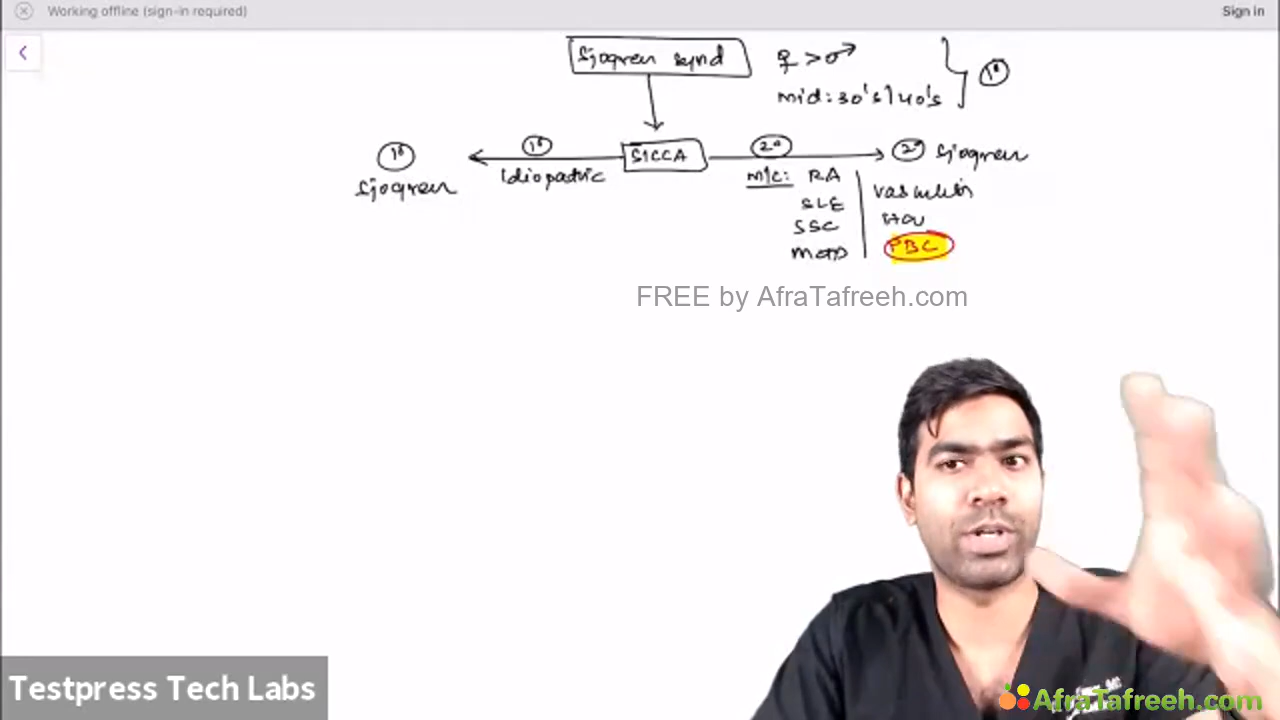 Working offline (sign-in required)
Sign in
Sjogren synd
♀ > ♂
mid: 30's/40's
1°
1°
1°
SICCA
2°
2° Sjogren
Sjogren
Idiopathic
M/C: RA
SLE
SSC
MCTD
Vasculitis
PBC
FREE by AfraTafreeh.com
Testpress Tech Labs
AfraTafreeh.com